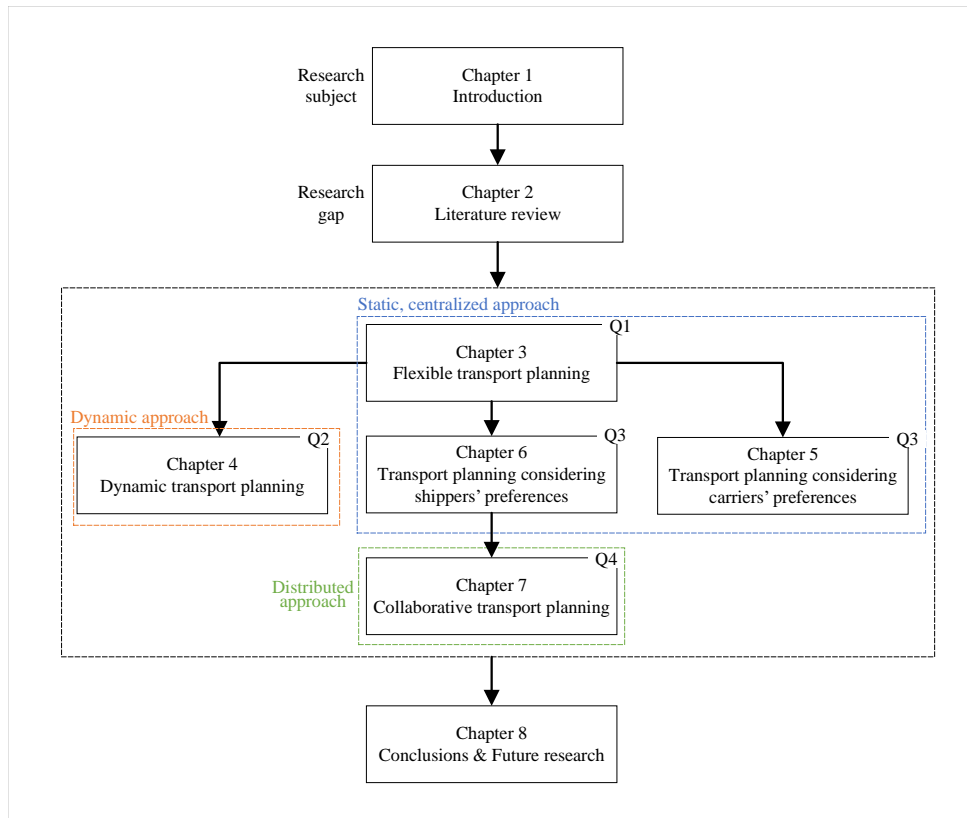 Research
subject
Chapter 1
Introduction
Research
gap
Chapter 2
Literature review
Static, centralized approach
Q1
Chapter 3
Flexible transport planning
Dynamic approach
Q2
Chapter 4
Dynamic transport planning
Q3
Chapter 6
Transport planning considering
shippers’ preferences
Q3
Chapter 5
Transport planning considering
carriers’ preferences
Distributed
approach
Q4
Chapter 7
Collaborative transport planning
Chapter 8
Conclusions & Future research